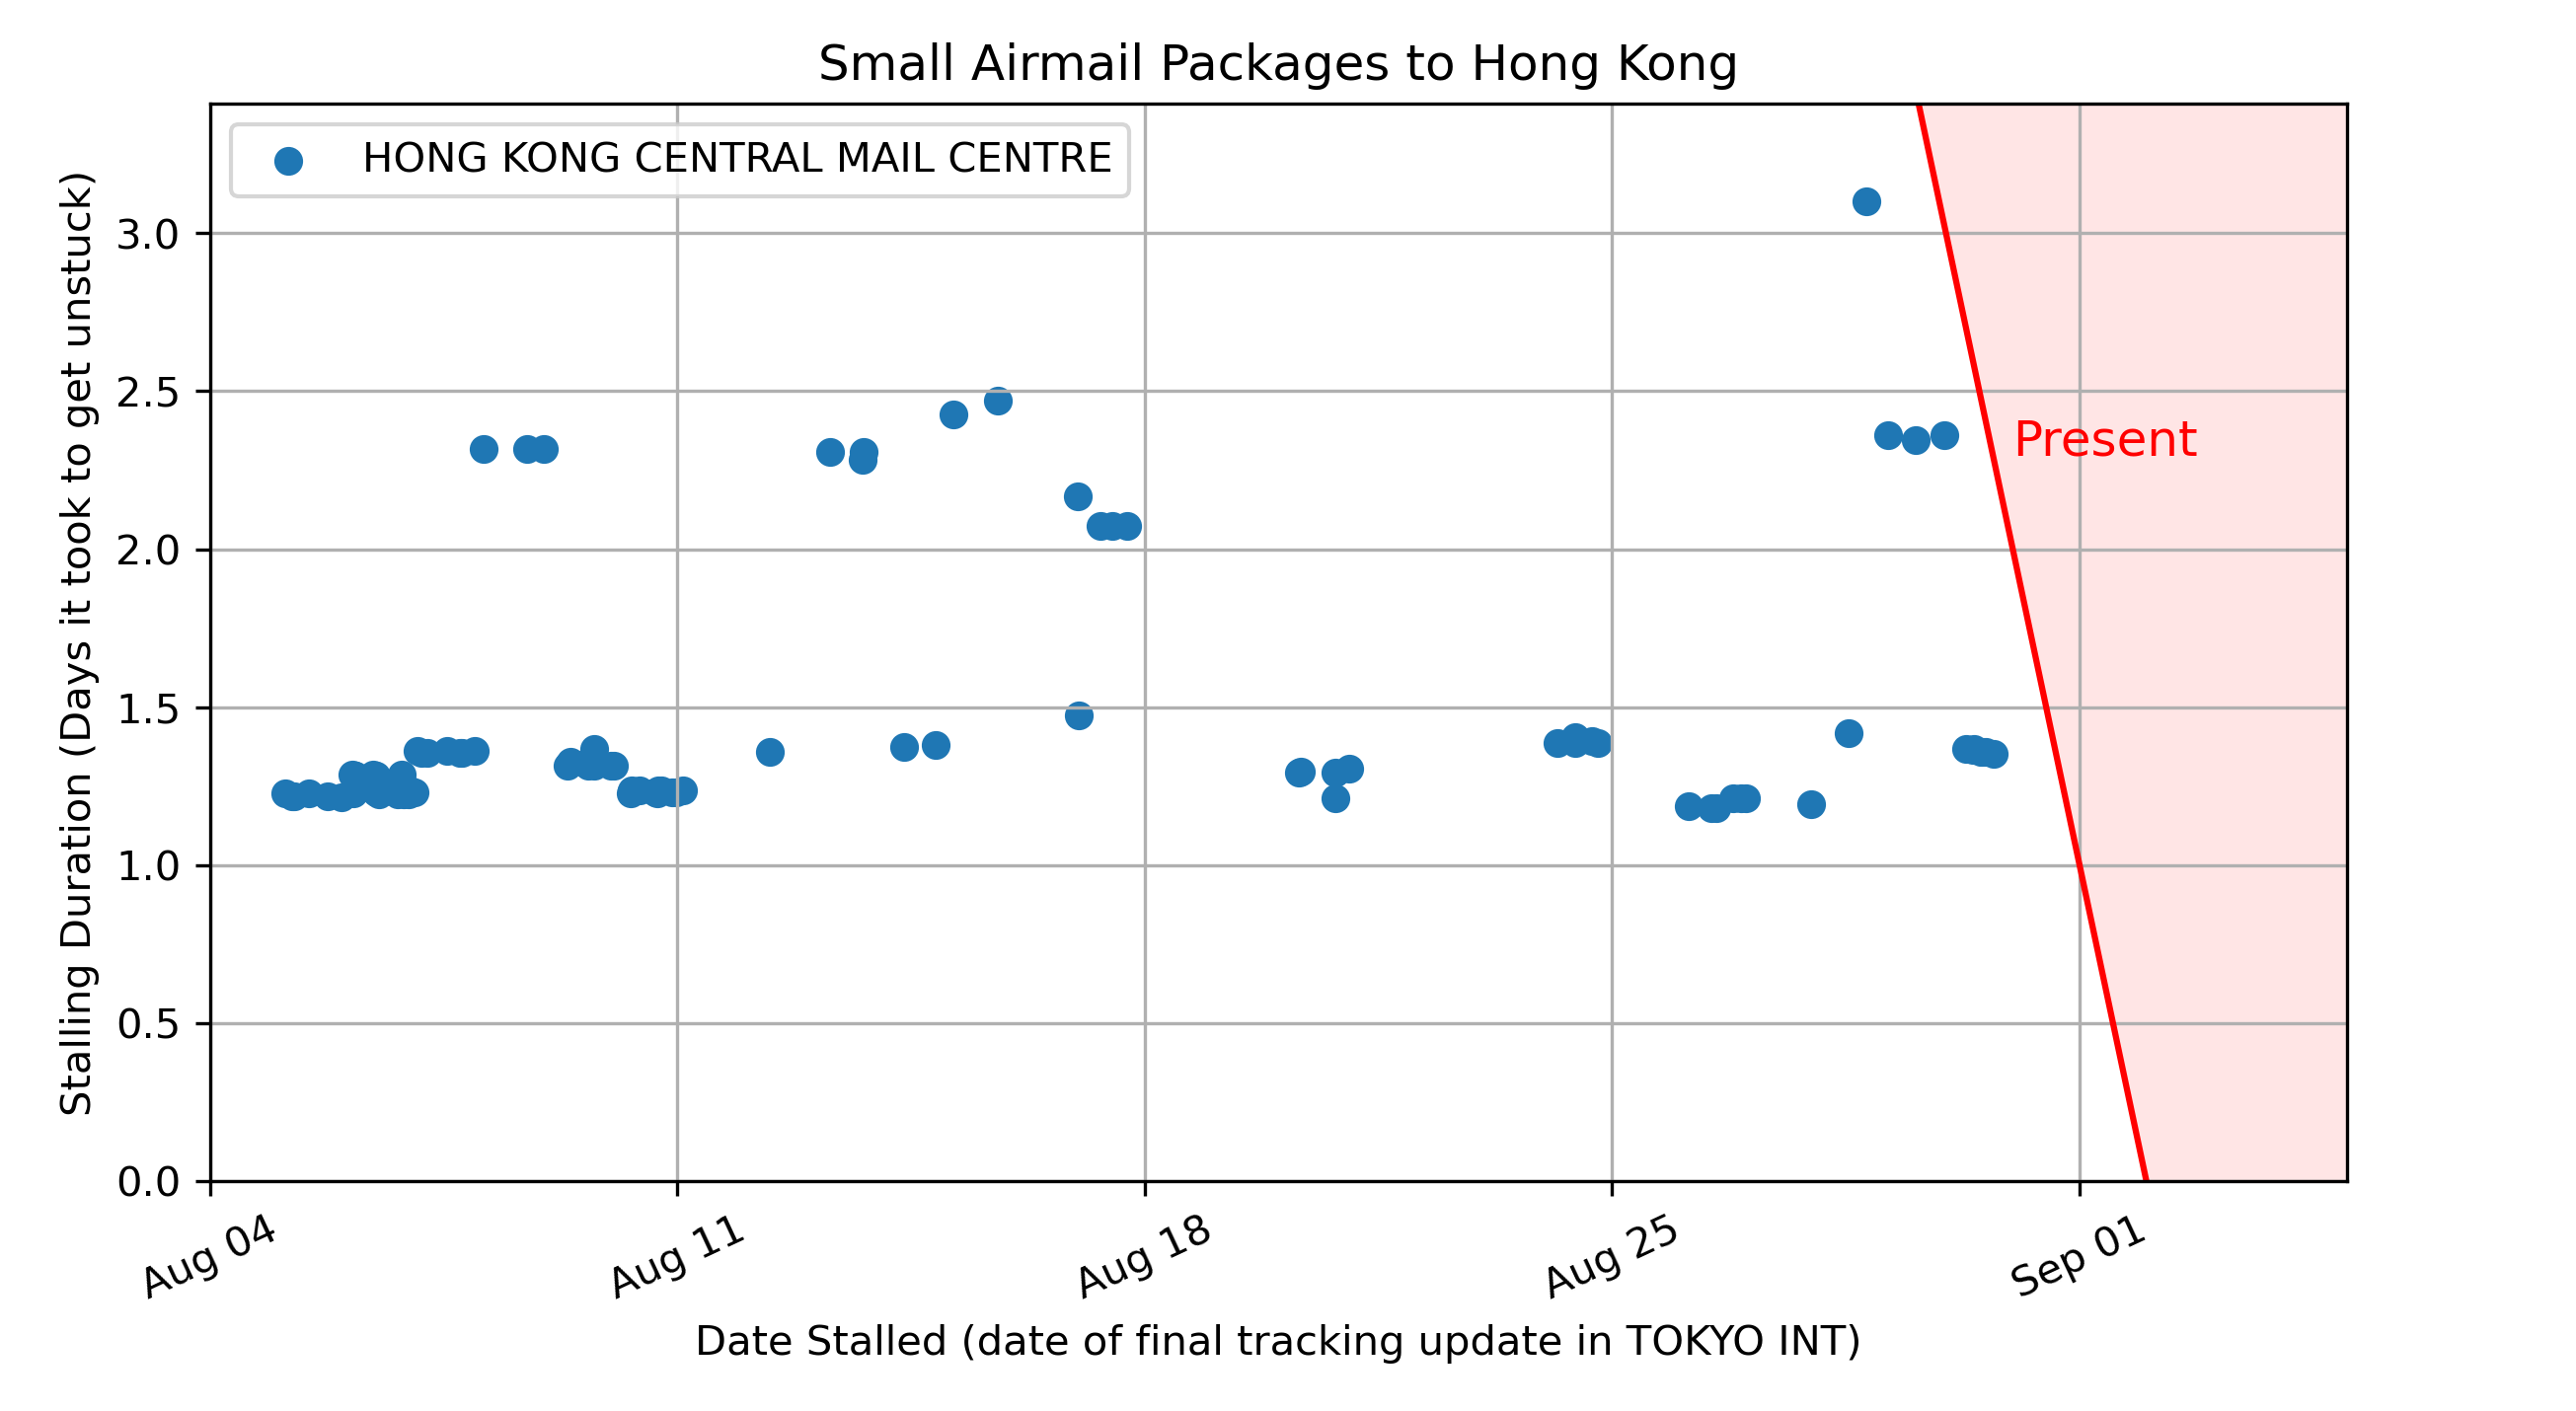 Small Airmail Packages to Hong Kong
HONG KONG CENTRAL MAIL CENTRE
Stalling Duration (Days it took to get unstuck)
3.0
2.5
2.0
1.5
1.0
0.5
0.0
Present
Aug 04
Aug 11
Aug 18
Aug 25
Sep 01
Date Stalled (date of final tracking update in TOKYO INT)